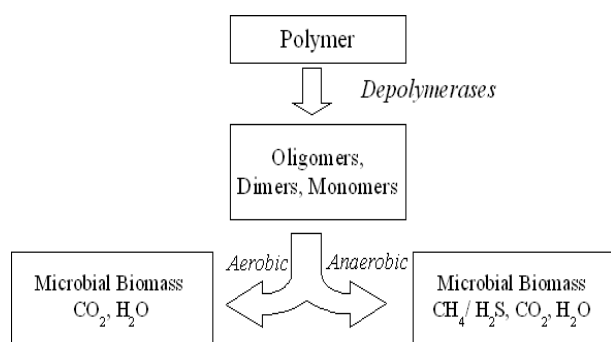 Polymer
Depolymerases
Oligomers,
Dimers, Monomers
Aerobic
Anaerobic
Microbial Biomass
CO₂, H₂O
Microbial Biomass
CH₄/ H₂S, CO₂, H₂O